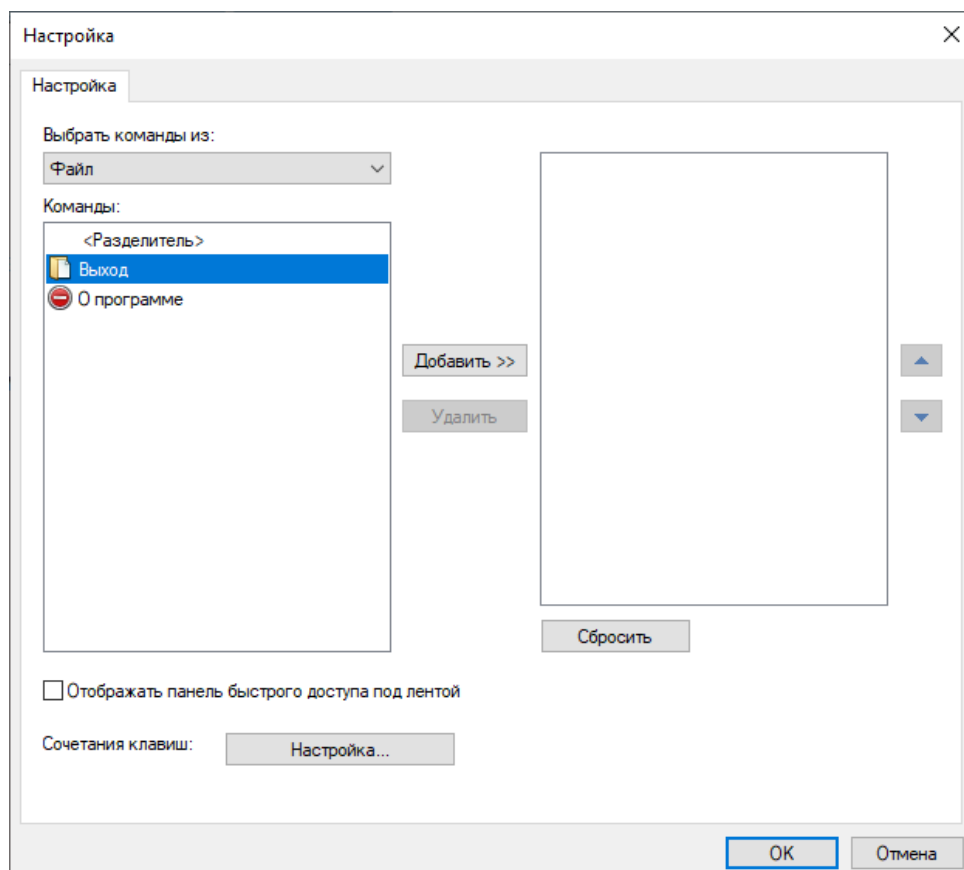 Настройка
Настройка
Выбрать команды из:
Файл
Команды:
<Разделитель>
Выход
О программе
Добавить >>
Удалить
Сбросить
Отображать панель быстрого доступа под лентой
Сочетания клавиш:
Настройка...
OK
Отмена